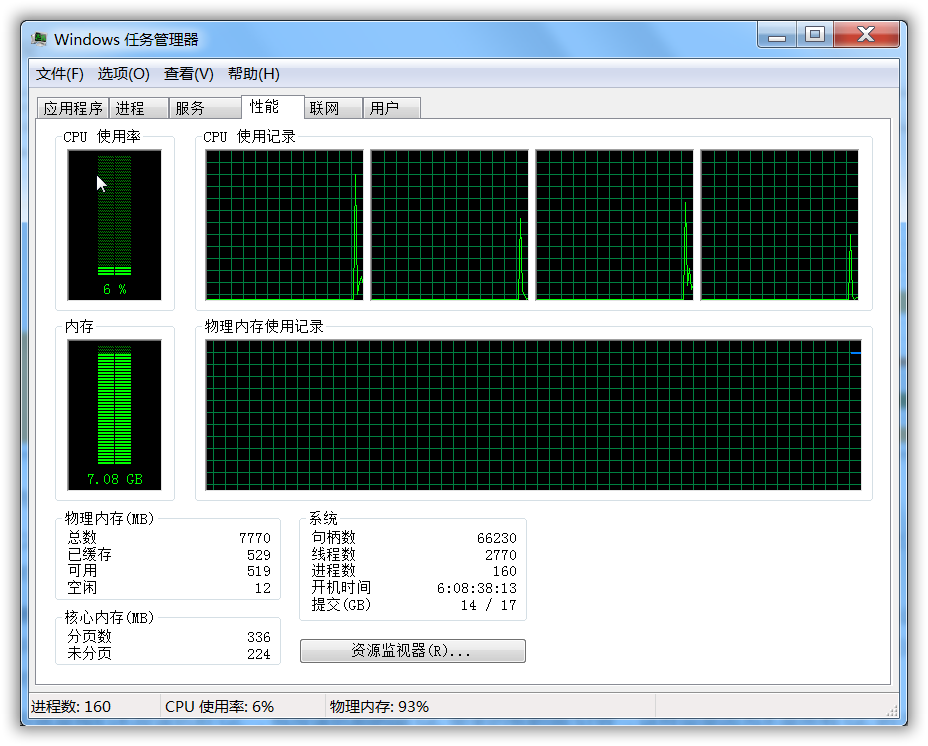 Windows 任务管理器
文件(F) 选项(O) 查看(V) 帮助(H)
应用程序 进程 服务 性能 联网 用户
CPU 使用率 CPU 使用记录
6 %
内存 物理内存使用记录
7.08 GB
物理内存(MB)
总数 7770
已缓存 529
可用 519
空闲 12
核心内存(MB)
分页数 336
未分页 224
系统
句柄数 66230
线程数 2770
进程数 160
开机时间 6:08:38:13
提交(GB) 14 / 17
资源监视器(R)...
进程数: 160 CPU 使用率: 6% 物理内存: 93%